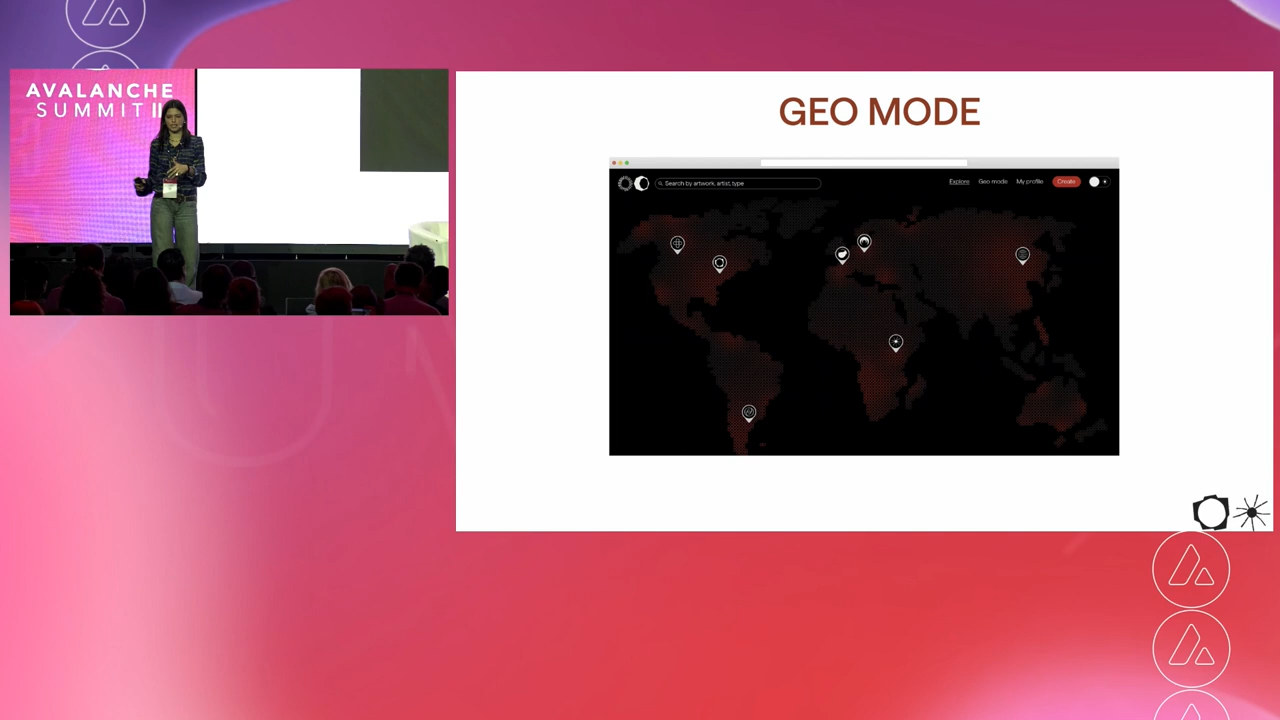 AVALANCHE
SUMMIT II
GEO MODE
Search by artwork, artist, type
Explore
Geo mode
My profile
Create